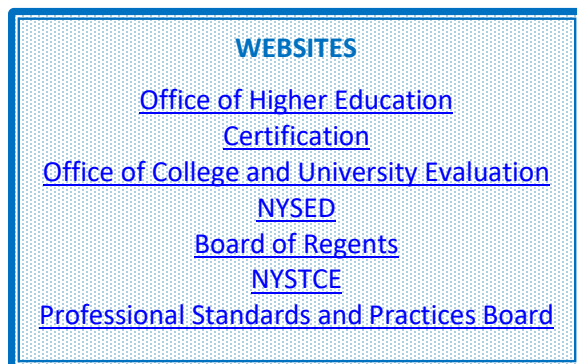 WEBSITES
Office of Higher Education
Certification
Office of College and University Evaluation
NYSED
Board of Regents
NYSTCE
Professional Standards and Practices Board